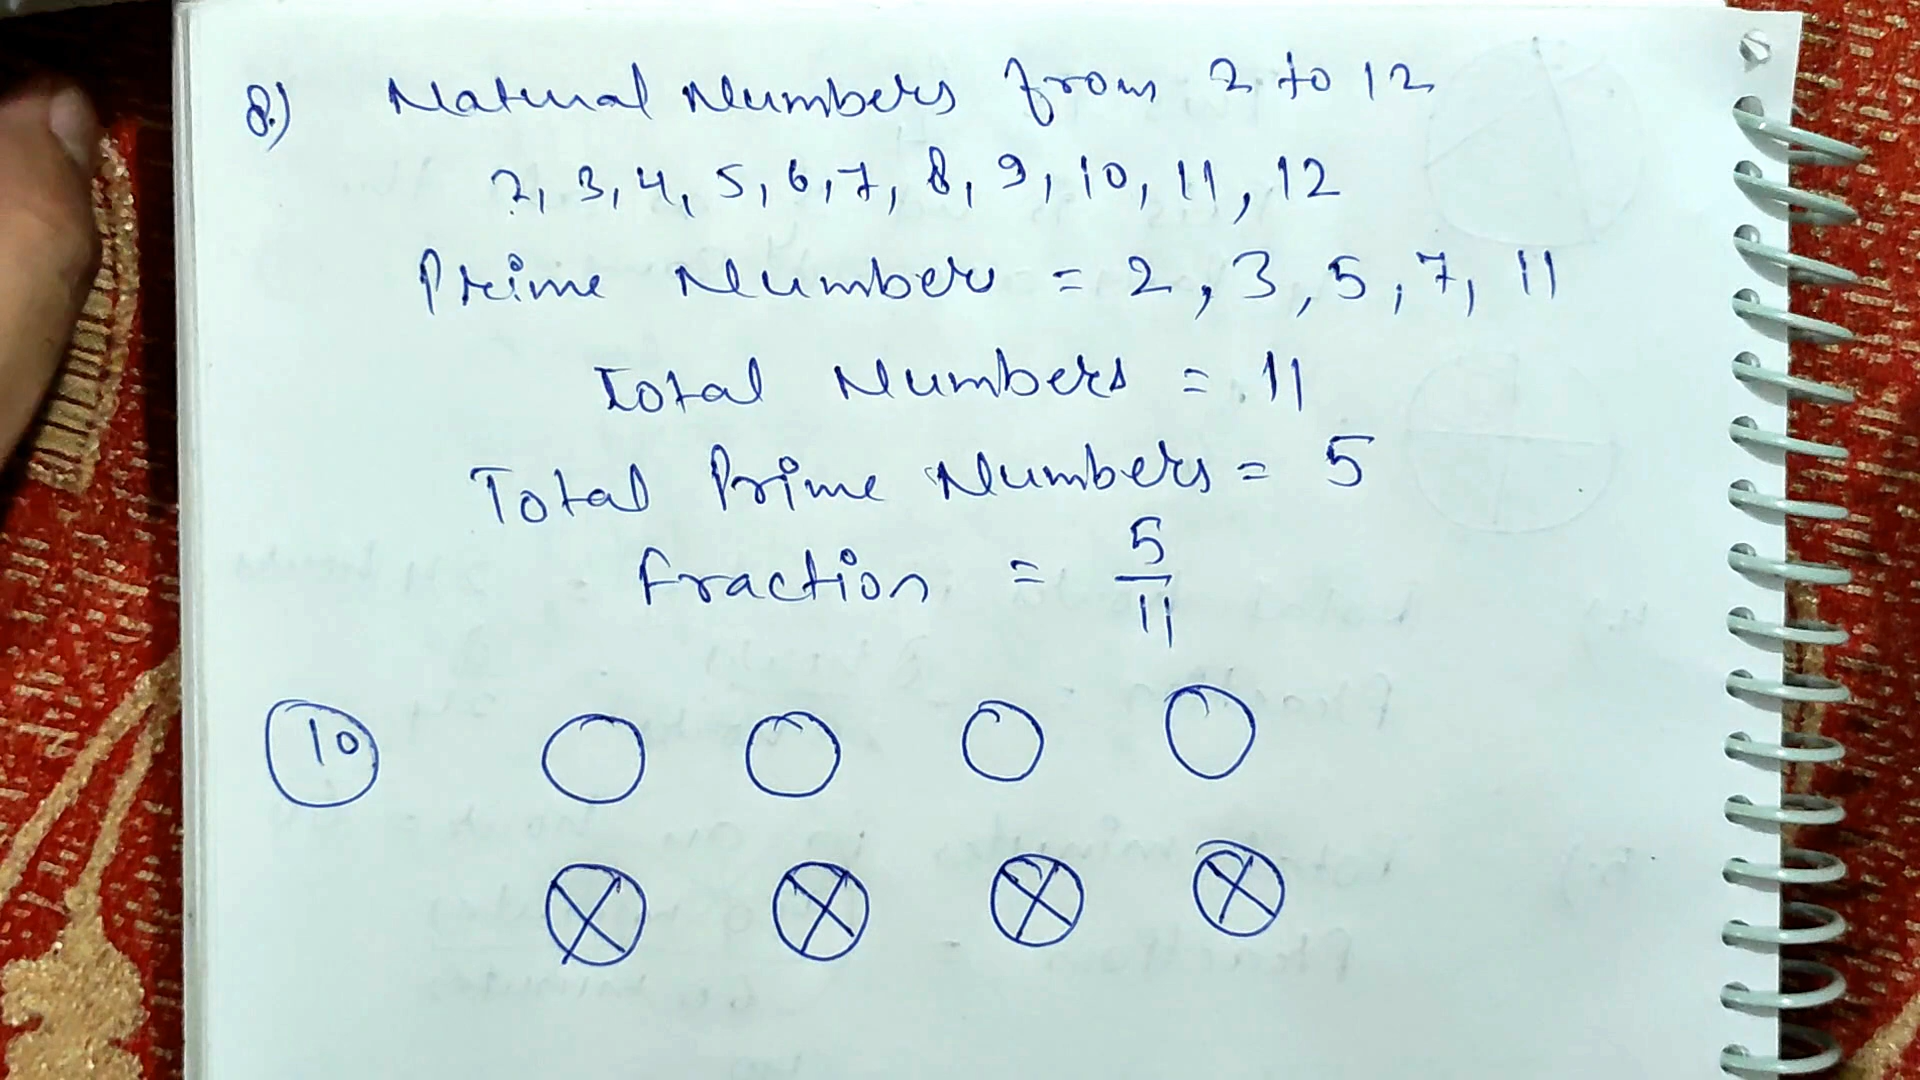 8.) Natural Numbers from 2 to 12
2, 3, 4, 5, 6, 7, 8, 9, 10, 11, 12
Prime Numbers = 2, 3, 5, 7, 11
Total Numbers = 11
Total Prime Numbers = 5
fraction = 5/11
10